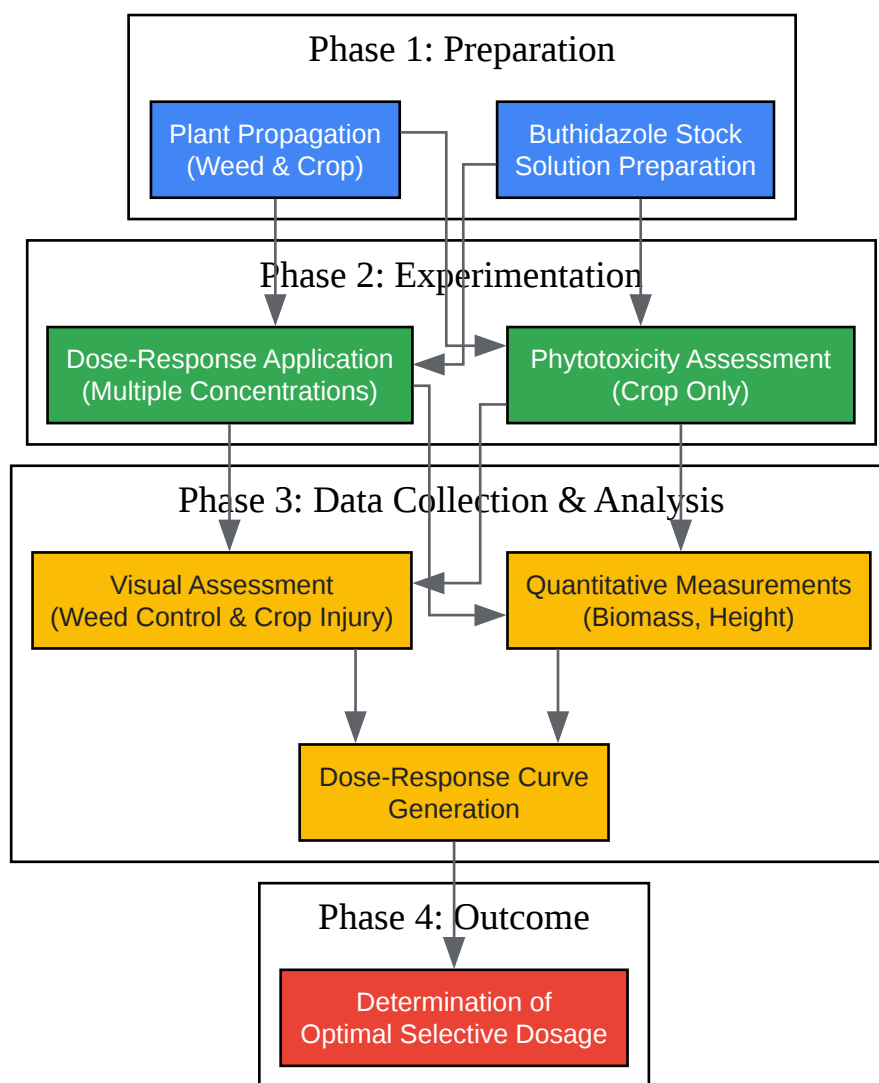 Phase 1: Preparation
Plant Propagation
(Weed & Crop)
Buthidazole Stock
Solution Preparation
Phase 2: Experimentation
Dose-Response Application
(Multiple Concentrations)
Phytotoxicity Assessment
(Crop Only)
Phase 3: Data Collection & Analysis
Visual Assessment
(Weed Control & Crop Injury)
Quantitative Measurements
(Biomass, Height)
Dose-Response Curve
Generation
Phase 4: Outcome
Determination of
Optimal Selective Dosage